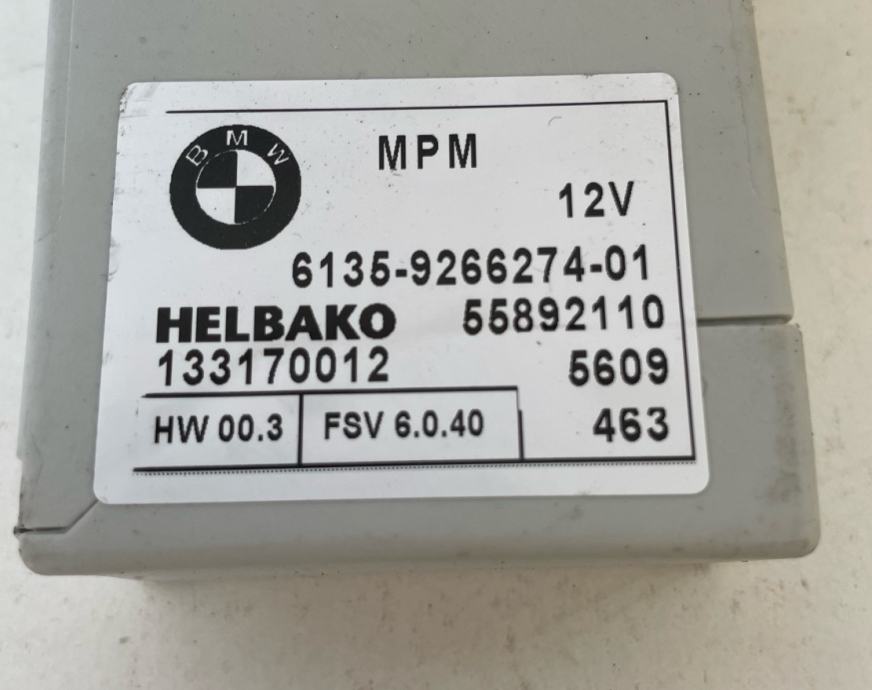 BMW
MPM
12V
6135-9266274-01
HELBAKO 55892110
133170012 5609
HW 00.3 FSV 6.0.40 463